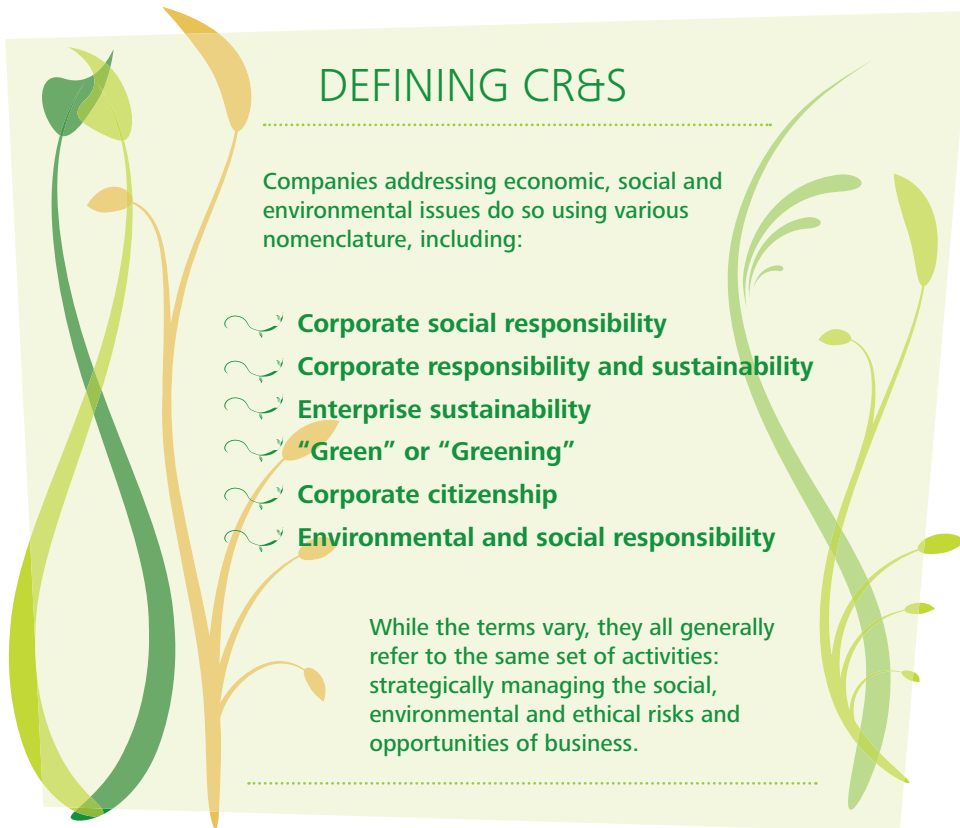 DEFINING CR&S
Companies addressing economic, social and
environmental issues do so using various
nomenclature, including:
Corporate social responsibility
Corporate responsibility and sustainability
Enterprise sustainability
“Green” or “Greening”
Corporate citizenship
Environmental and social responsibility
While the terms vary, they all generally
refer to the same set of activities:
strategically managing the social,
environmental and ethical risks and
opportunities of business.